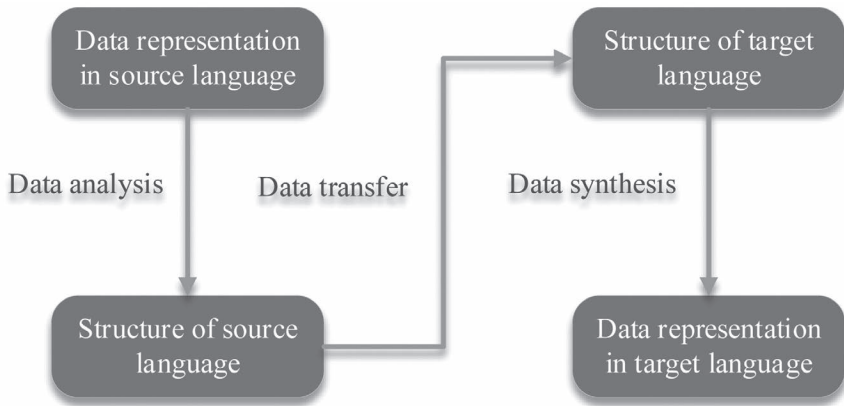 Data representation
in source language
Structure of target
language
Data analysis
Data transfer
Data synthesis
Structure of source
language
Data representation
in target language